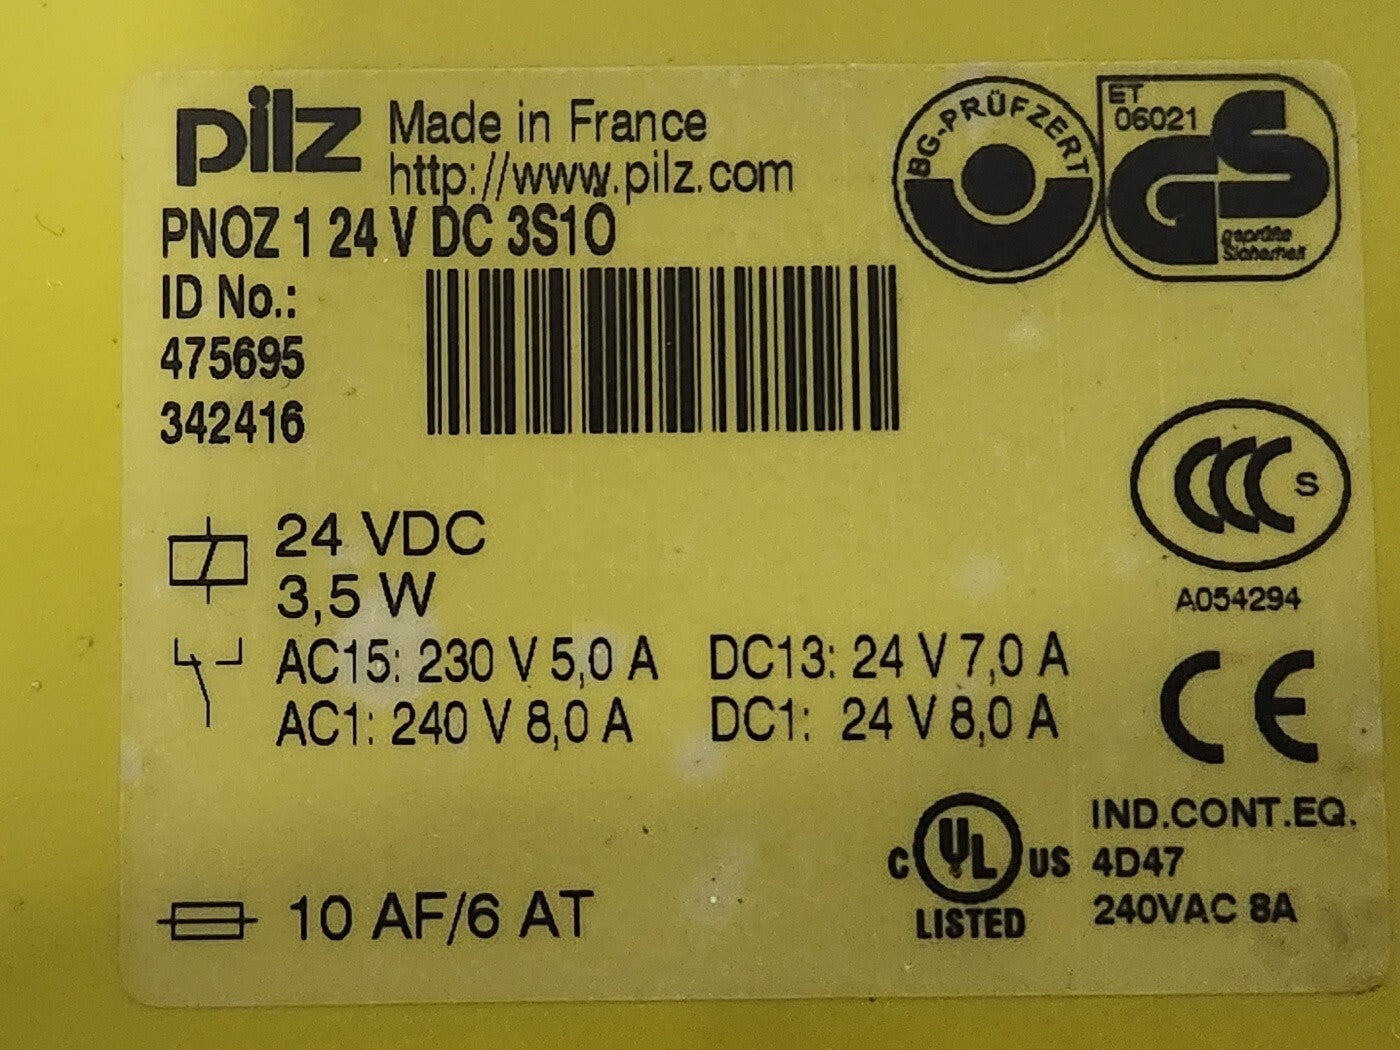 pilz
Made in France
http://www.pilz.com
PNOZ 1 24 V DC 3S1O
ID No.:
475695
342416
BG-PRÜFZERT
ET
06021
GS
geprüfte
Sicherheit
CCC S
A054294
24 VDC
3,5 W
AC15: 230 V 5,0 A DC13: 24 V 7,0 A
AC1: 240 V 8,0 A DC1: 24 V 8,0 A
CE
10 AF/6 AT
C UL US
LISTED
IND.CONT.EQ.
4D47
240VAC 8A